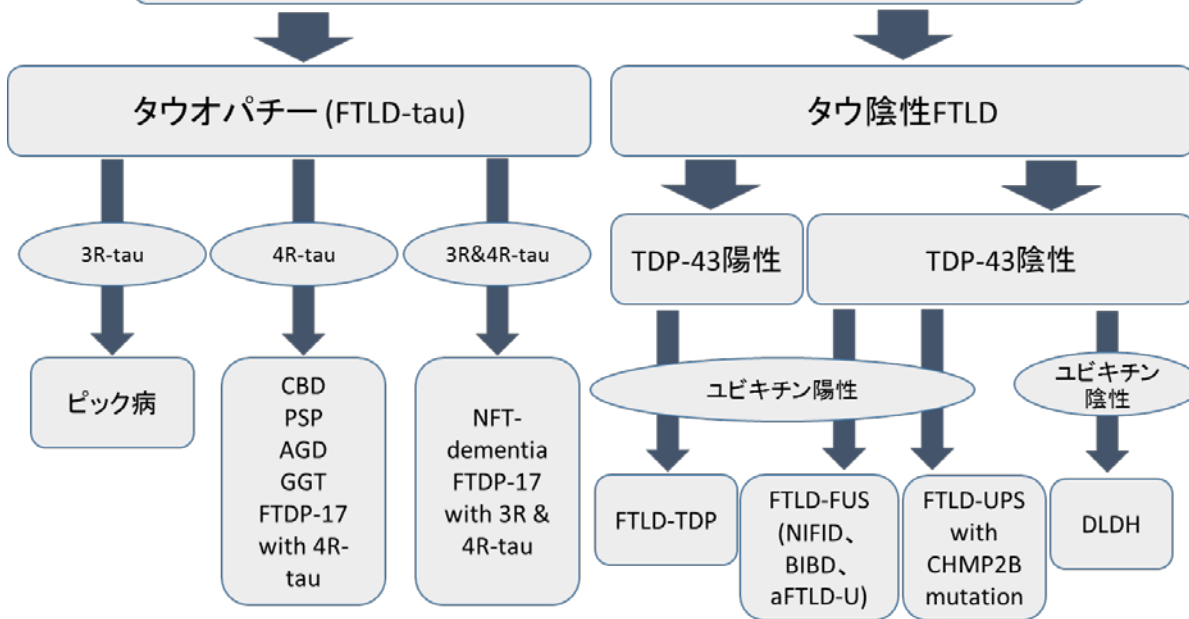 タウオパチー (FTLD-tau)
タウ陰性FTLD
3R-tau
4R-tau
3R&4R-tau
TDP-43陽性
TDP-43陰性
ピック病
CBD
PSP
AGD
GGT
FTDP-17
with 4R-
tau
NFT-
dementia
FTDP-17
with 3R &
4R-tau
ユビキチン陽性
ユビキチン
陰性
FTLD-TDP
FTLD-FUS
(NIFID、
BIBD、
aFTLD-U)
FTLD-UPS
with
CHMP2B
mutation
DLDH